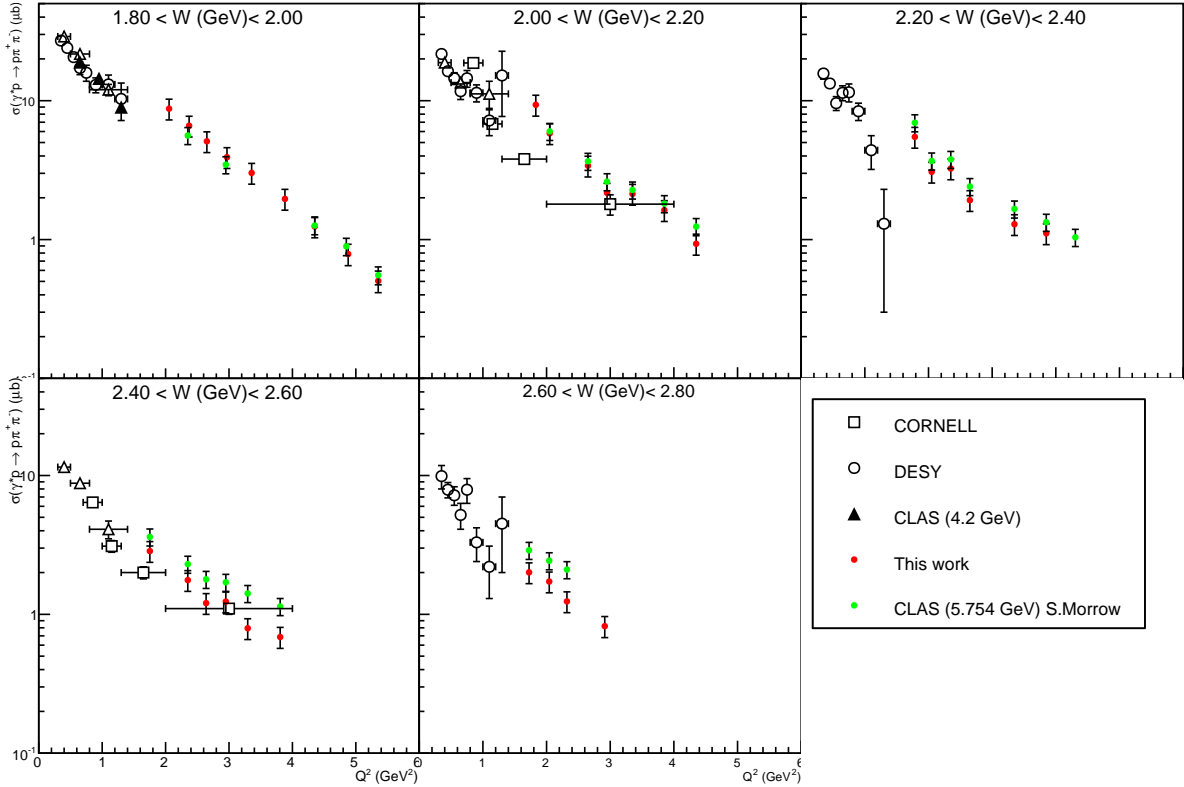 1.80 < W (GeV)< 2.00
2.00 < W (GeV)< 2.20
2.20 < W (GeV)< 2.40
σ(γ*p → pπ⁺π⁻) (μb)
10
1
2.40 < W (GeV)< 2.60
2.60 < W (GeV)< 2.80
σ(γ*p → pπ⁺π⁻) (μb)
10
1
10⁻¹
0 1 2 3 4 5 6
Q² (GeV²)
1 2 3 4 5 6
Q² (GeV²)
CORNELL
DESY
CLAS (4.2 GeV)
This work
CLAS (5.754 GeV) S.Morrow